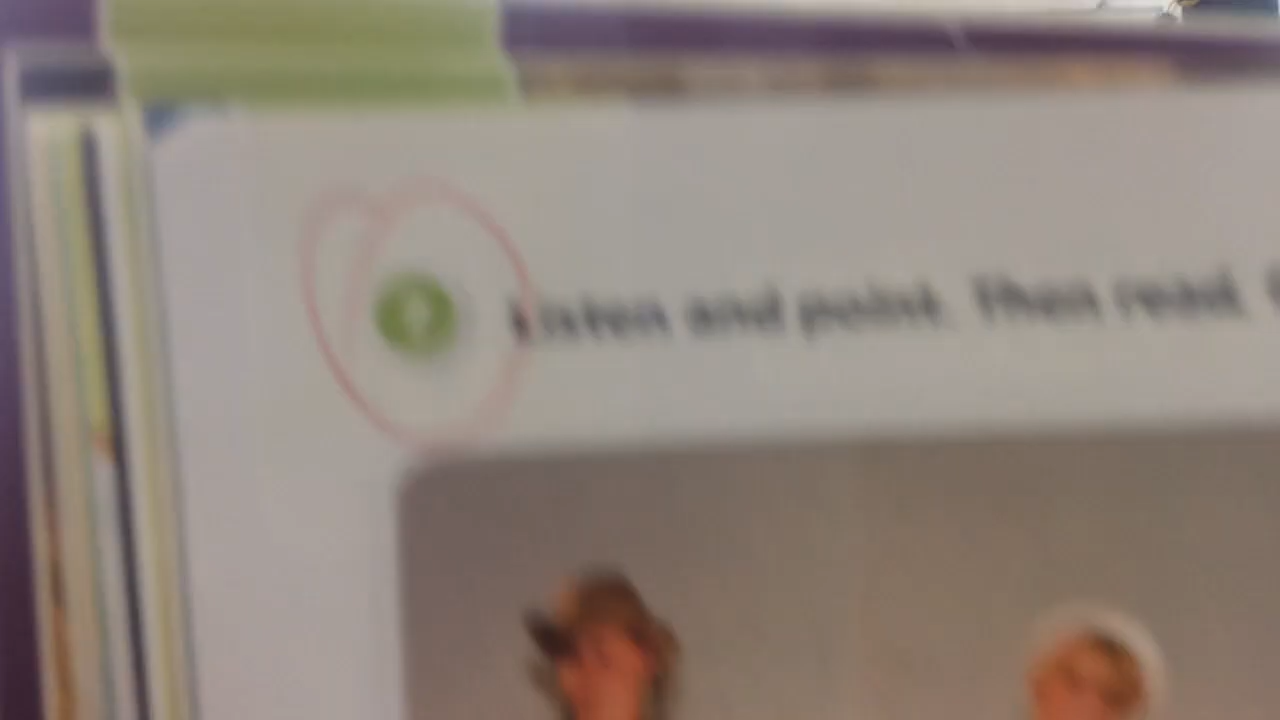 Listen and point. Then read.